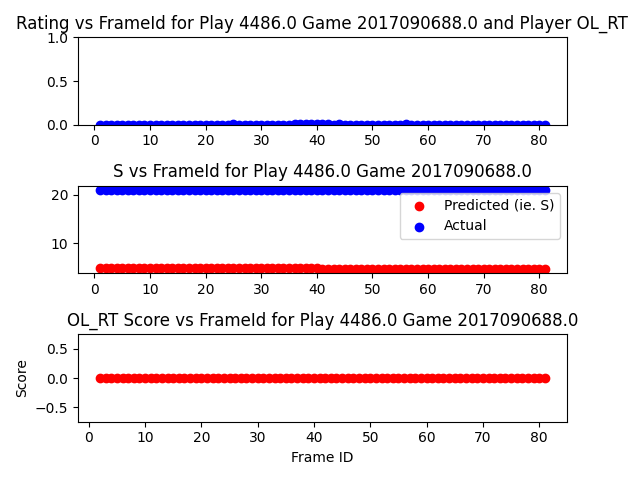 Rating vs FrameId for Play 4486.0 Game 2017090688.0 and Player OL_RT
1.0
0.5
0.0
0 10 20 30 40 50 60 70 80
S vs FrameId for Play 4486.0 Game 2017090688.0
20
10
Predicted (ie. S)
Actual
0 10 20 30 40 50 60 70 80
OL_RT Score vs FrameId for Play 4486.0 Game 2017090688.0
Score
0.5
0.0
−0.5
0 10 20 30 40 50 60 70 80
Frame ID